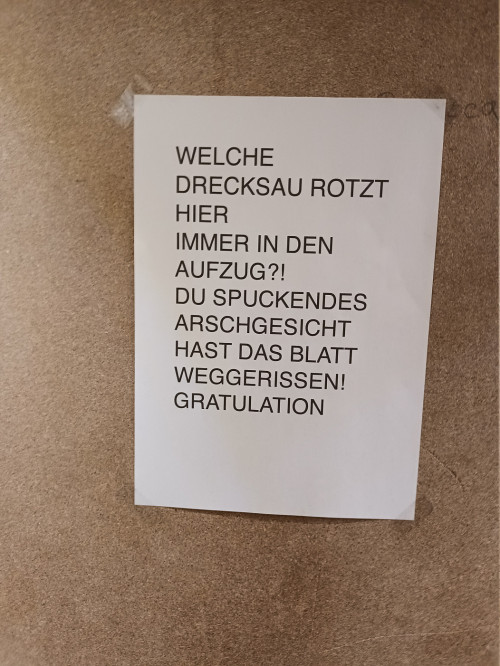 WELCHE
DRECKSAU ROTZT
HIER
IMMER IN DEN
AUFZUG?!
DU SPUCKENDES
ARSCHGESICHT
HAST DAS BLATT
WEGGERISSEN!
GRATULATION